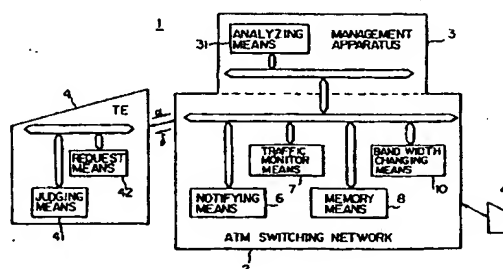 1
ANALYZING MEANS
31
MANAGEMENT APPARATUS
3
4
TE
a
REQUEST MEANS
42
JUDGING MEANS
41
TRAFFIC MONITOR MEANS
7
BAND WIDTH CHANGING MEANS
10
NOTIFYING MEANS
6
MEMORY MEANS
8
4
ATM SWITCHING NETWORK
2